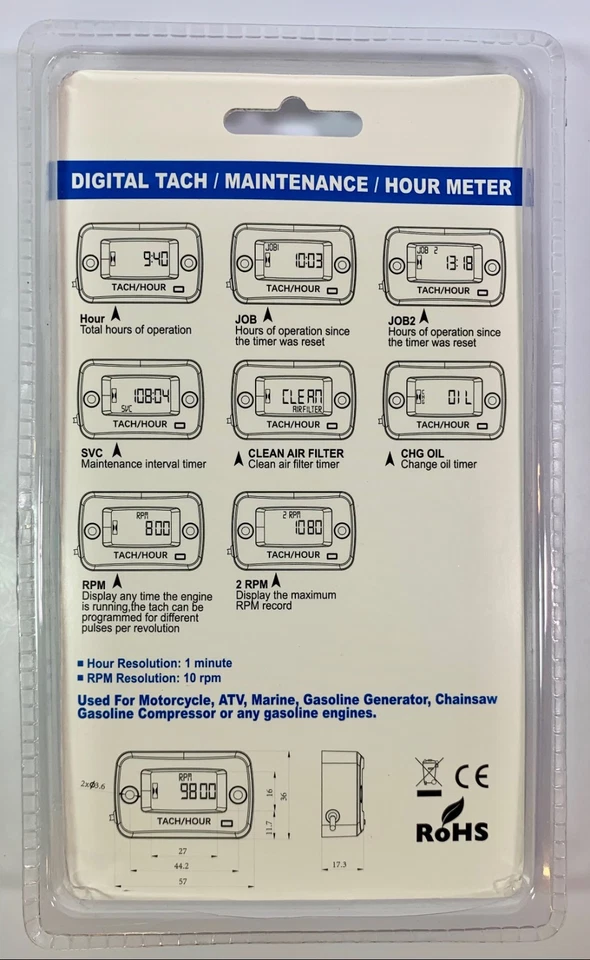 DIGITAL TACH / MAINTENANCE / HOUR METER
9:40
TACH/HOUR
Hour
Total hours of operation
JOB1
10:03
TACH/HOUR
JOB
Hours of operation since
the timer was reset
JOB 2
13:18
TACH/HOUR
JOB2
Hours of operation since
the timer was reset
108:04
SVC
TACH/HOUR
SVC
Maintenance interval timer
CLEAN
AIRFILTER
TACH/HOUR
CLEAN AIR FILTER
Clean air filter timer
OIL
TACH/HOUR
CHG OIL
Change oil timer
RPM
800
TACH/HOUR
RPM
Display any time the engine
is running,the tach can be
programmed for different
pulses per revolution
2 RPM
1080
TACH/HOUR
2 RPM
Display the maximum
RPM record
Hour Resolution: 1 minute
RPM Resolution: 10 rpm
Used For Motorcycle, ATV, Marine, Gasoline Generator, Chainsaw
Gasoline Compressor or any gasoline engines.
RPM
9800
TACH/HOUR
2xø3.6
16
36
11.7
27
44.2
57
17.3
CE
RoHS